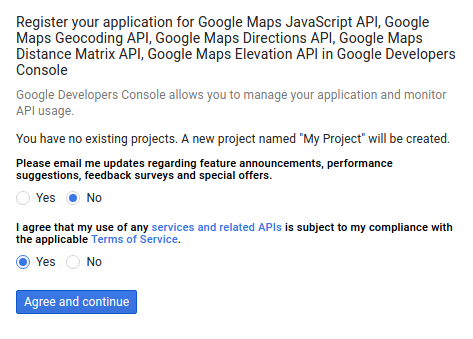 Register your application for Google Maps JavaScript API, Google
Maps Geocoding API, Google Maps Directions API, Google Maps
Distance Matrix API, Google Maps Elevation API in Google Developers
Console
Google Developers Console allows you to manage your application and monitor
API usage.
You have no existing projects. A new project named "My Project" will be created.
Please email me updates regarding feature announcements, performance
suggestions, feedback surveys and special offers.
Yes No
I agree that my use of any services and related APIs is subject to my compliance with
the applicable Terms of Service.
Yes No
Agree and continue